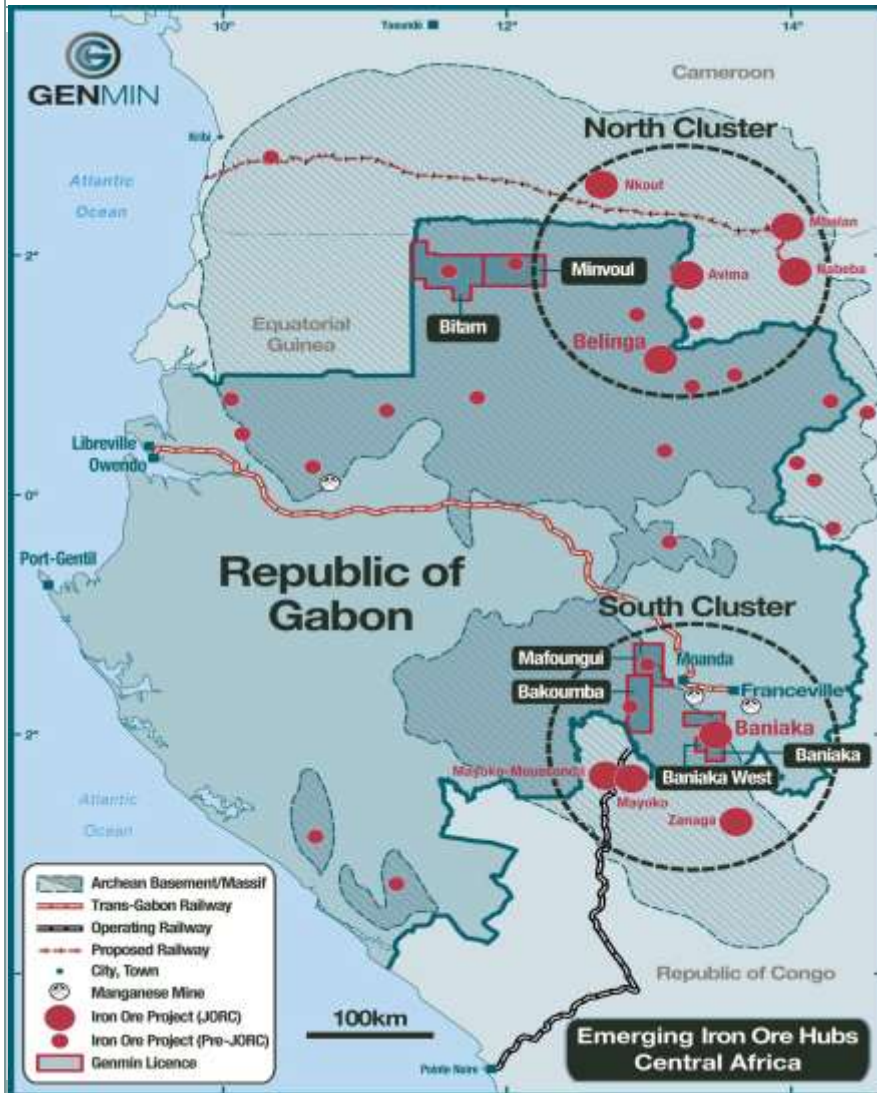 10°
12°
14°
Yaoundé
GENMIN
Cameroon
North Cluster
Kribi
Nkout
Atlantic
Ocean
Mbalan
2°
Minvoul
Avima
Nabeba
Bitam
Equatorial
Guinea
Belinga
Libreville
Owendo
0°
Port-Gentil
Republic of
Gabon
South Cluster
Mafoungui
Moanda
Bakoumba
Franceville
2°
Baniaka
Baniaka
Baniaka West
Mayoko-Moussondji
Mayoko
Zanaga
Atlantic
Ocean
Archean Basement/Massif
Trans-Gabon Railway
Operating Railway
Proposed Railway
City, Town
Manganese Mine
Iron Ore Project (JORC)
Iron Ore Project (Pre-JORC)
Genmin Licence
100km
Republic of Congo
Emerging Iron Ore Hubs
Central Africa
Pointe Noire